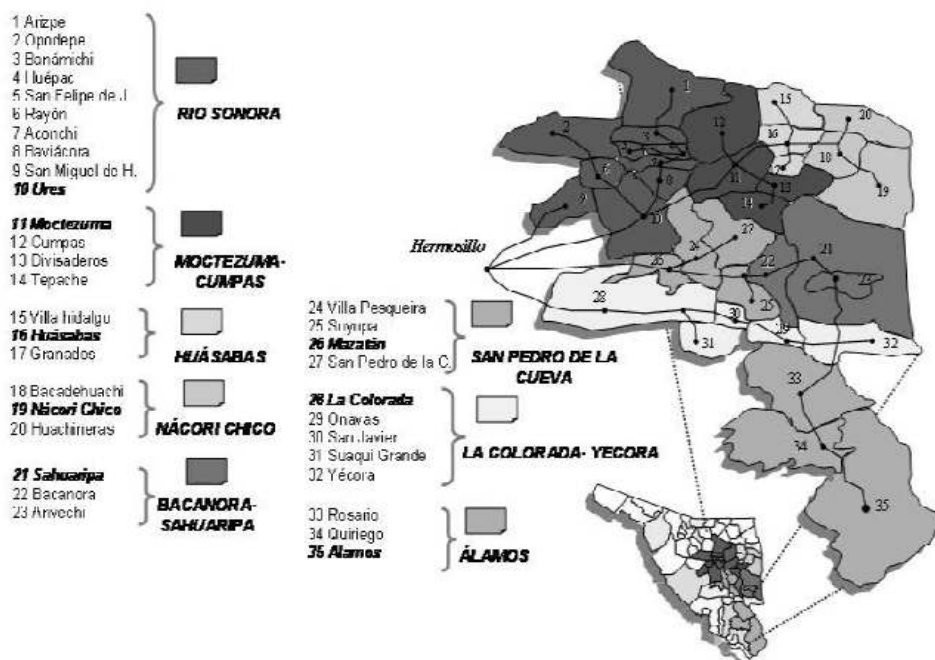 1 Arizpe
2 Opodepe
3 Banámichi
4 Huépac
5 San Felipe de J.
6 Rayón
7 Aconchi
8 Baviácora
9 San Miguel de H.
10 Ures
RIO SONORA
11 Moctezuma
12 Cumpas
13 Divisaderos
14 Tepache
MOCTEZUMA-
CUMPAS
15 Villa hidalgo
16 Huásabas
17 Granados
HUÁSABAS
18 Bacadehuachi
19 Nácori Chico
20 Huachineras
NÁCORI CHICO
21 Sahuaripa
22 Bacanora
23 Arivechi
BACANORA-
SAHUARIPA
24 Villa Pesqueira
25 Suyupa
26 Mazatán
27 San Pedro de la C.
SAN PEDRO DE LA
CUEVA
28 La Colorada
29 Onavas
30 San Javier
31 Suaqui Grande
32 Yécora
LA COLORADA- YECORA
33 Rosario
34 Quiriego
35 Alamos
ÁLAMOS
Hermosillo
1
2
3
6
8
9
10
11
12
13
14
15
16
18
19
20
21
22
24
25
26
27
28
30
31
32
33
34
35